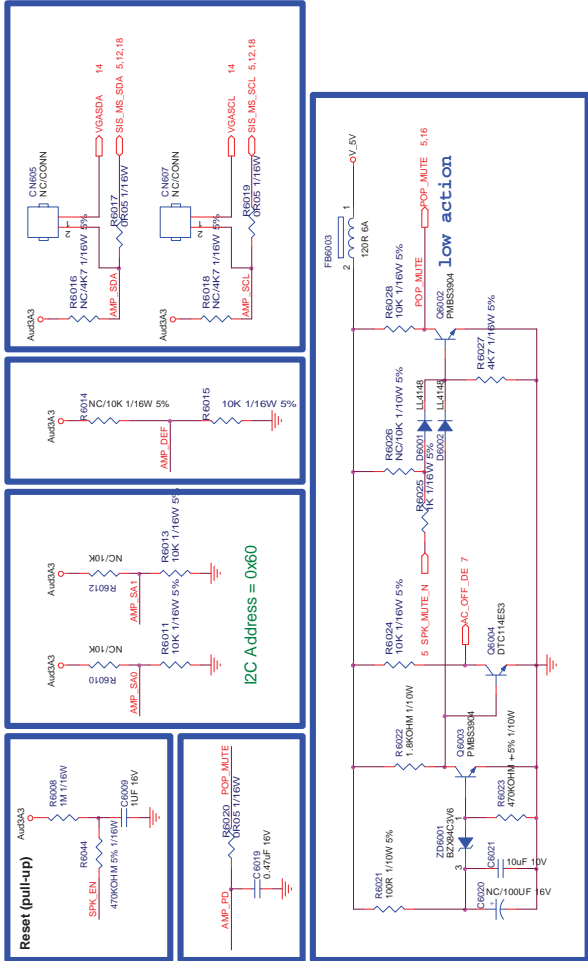 Aud3A3
R6016
NC/4K7 1/16W 5%
AMP_SDA
CN605
NC/CONN
1
2
R6017
0R05 1/16W
VGASDA 14
SIS_MS_SDA 5,12,18
Aud3A3
R6018
NC/4K7 1/16W 5%
AMP_SCL
CN607
NC/CONN
1
2
R6019
0R05 1/16W
VGASCL 14
SIS_MS_SCL 5,12,18
Aud3A3
R6014
NC/10K 1/16W 5%
AMP_DEF
R6015
10K 1/16W 5%
Aud3A3
R6010
NC/10K
AMP_SA0
R6011
10K 1/16W 5%
Aud3A3
R6012
NC/10K
AMP_SA1
R6013
10K 1/16W 5%
I2C Address = 0x60
Reset (pull-up)
Aud3A3
R6008
1M 1/16W
SPK_EN
R6044
470KOHM 5% 1/16W
C6009
1UF 16V
AMP_PD
R6020
0R05 1/16W
POP_MUTE
C6019
0.47uF 16V
V_5V
FB6003
120R 6A
1
2
R6028
10K 1/16W 5%
POP_MUTE
POP_MUTE 5,16
low action
Q6002
PMBS3904
R6027
4K7 1/16W 5%
R6026
NC/10K 1/10W 5%
D6001
LL4148
D6002
LL4148
R6025
1K 1/16W 5%
5 SPK_MUTE_N
R6024
10K 1/16W 5%
AC_OFF_DE 7
Q6004
DTC114ES3
R6022
1.8KOHM 1/10W
Q6003
PMBS3904
R6023
470KOHM +-5% 1/10W
ZD6001
BZX84C3V6
1
3
R6021
100R 1/10W 5%
C6021
10uF 10V
C6020
NC/100UF 16V
+